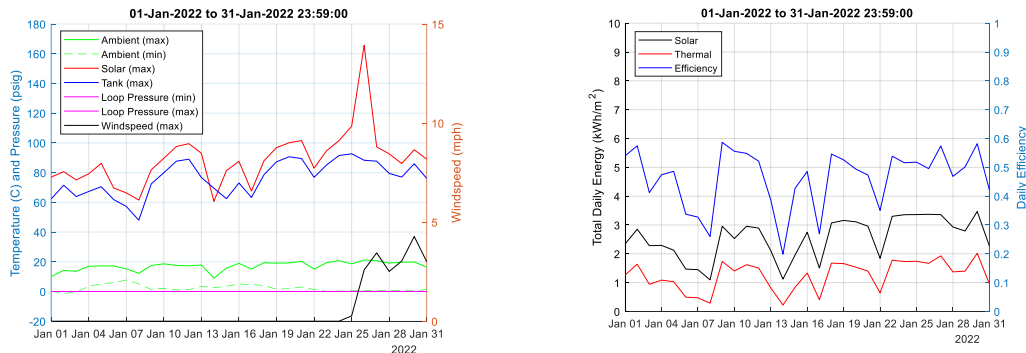 01-Jan-2022 to 31-Jan-2022 23:59:00
Temperature (C) and Pressure (psig)
180
160
140
120
100
80
60
40
20
0
-20
Ambient (max)
Ambient (min)
Solar (max)
Tank (max)
Loop Pressure (min)
Loop Pressure (max)
Windspeed (max)
15
10
5
0
Windspeed (mph)
Jan 01 Jan 04 Jan 07 Jan 10 Jan 13 Jan 16 Jan 19 Jan 22 Jan 25 Jan 28 Jan 31
2022
01-Jan-2022 to 31-Jan-2022 23:59:00
Total Daily Energy (kWh/m²)
10
9
8
7
6
5
4
3
2
1
0
Solar
Thermal
Efficiency
1
0.9
0.8
0.7
0.6
0.5
0.4
0.3
0.2
0.1
0
Daily Efficiency
Jan 01 Jan 04 Jan 07 Jan 10 Jan 13 Jan 16 Jan 19 Jan 22 Jan 25 Jan 28 Jan 31
2022